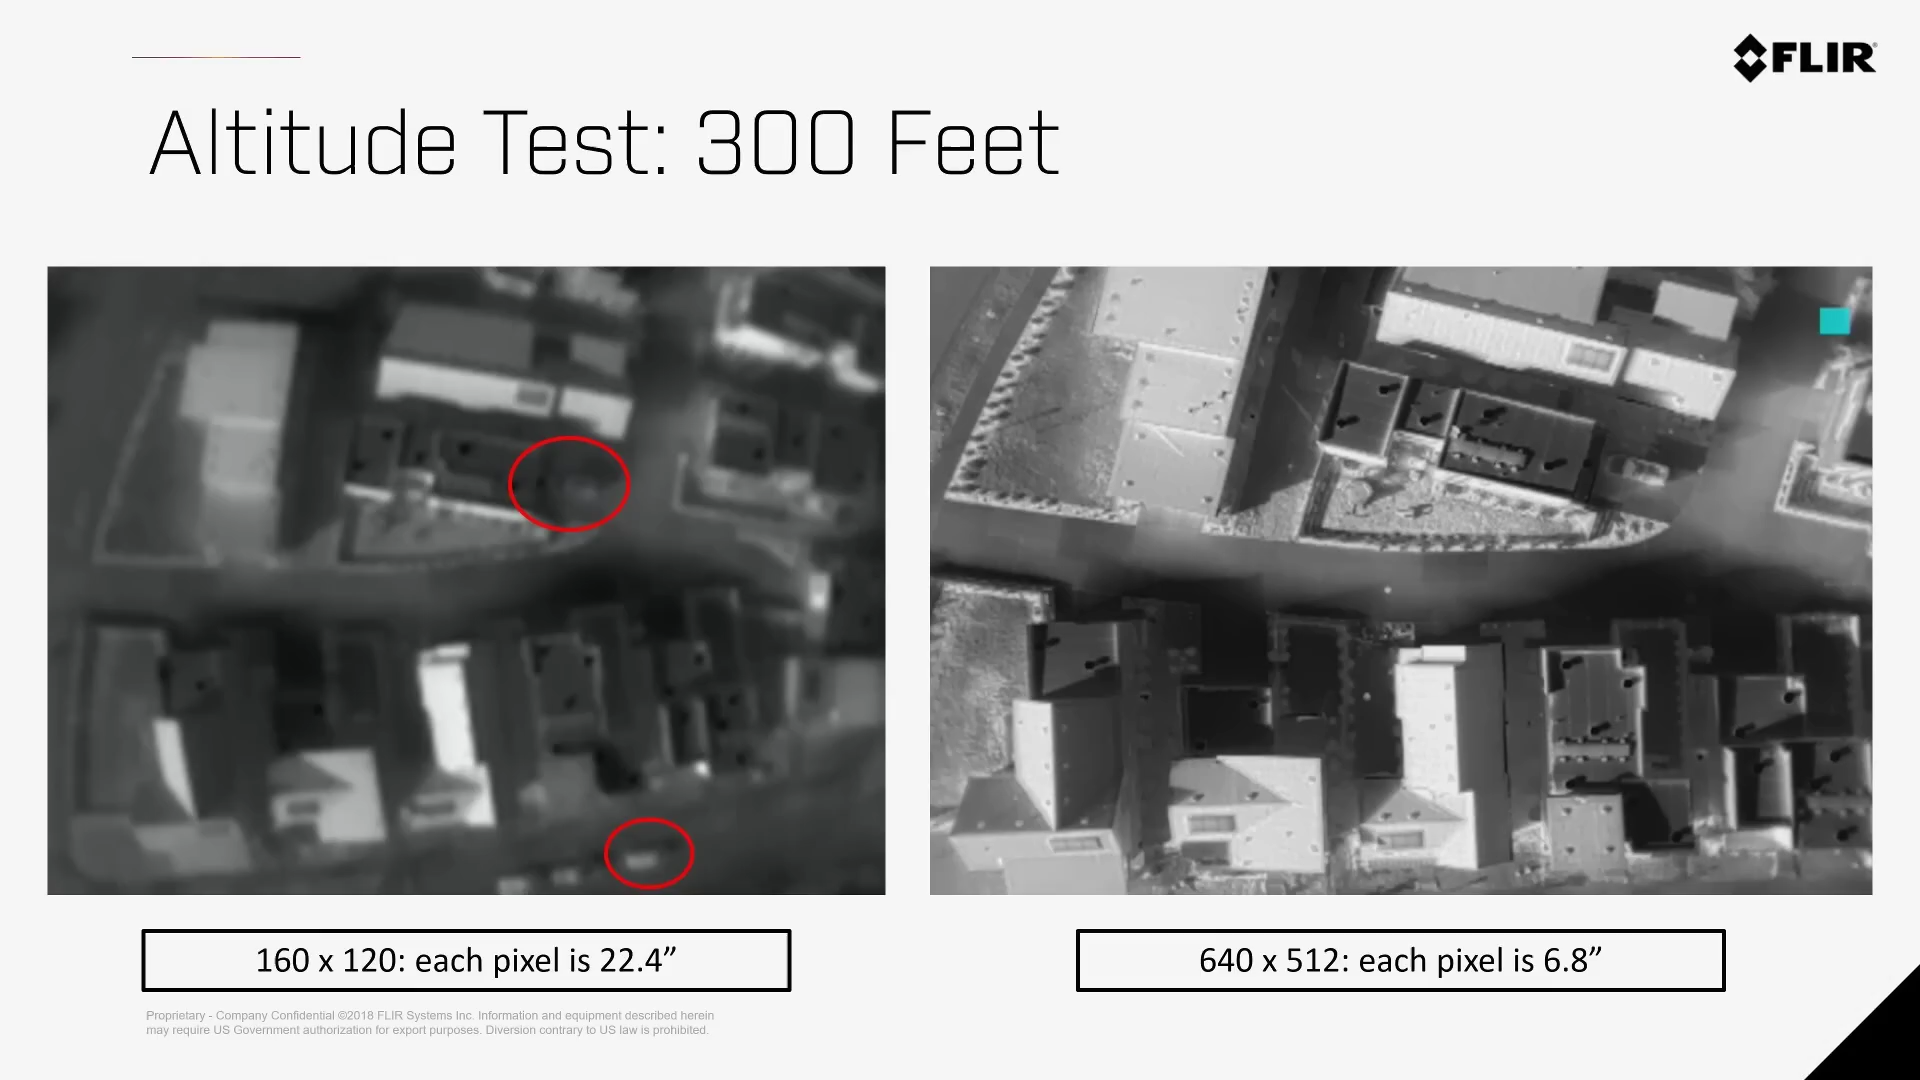 FLIR
Altitude Test: 300 Feet
160 x 120: each pixel is 22.4”
640 x 512: each pixel is 6.8”
Proprietary - Company Confidential ©2018 FLIR Systems Inc. Information and equipment described herein
may require US Government authorization for export purposes. Diversion contrary to US law is prohibited.